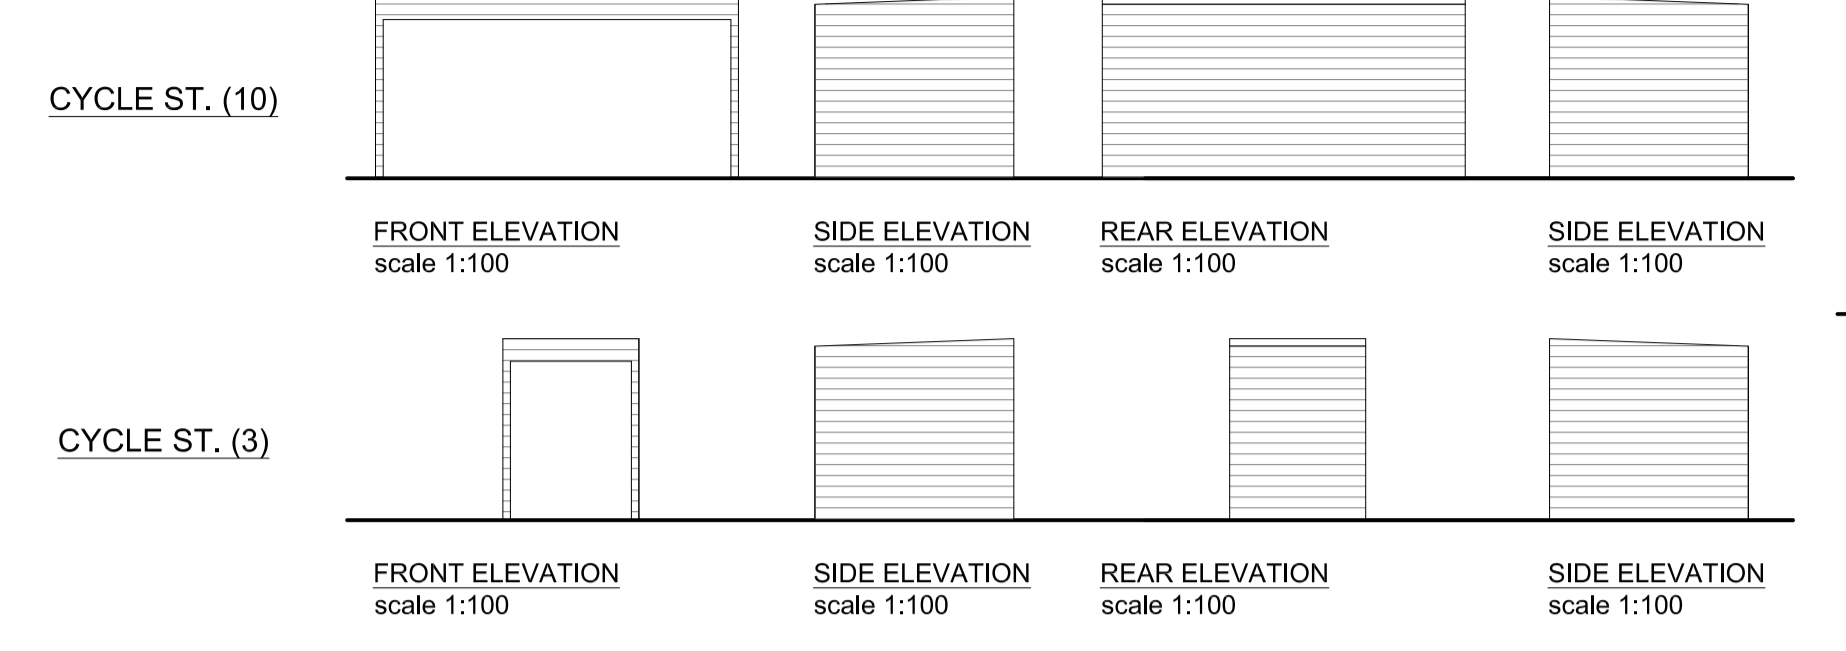 CYCLE ST. (10)
FRONT ELEVATION
scale 1:100
SIDE ELEVATION
scale 1:100
REAR ELEVATION
scale 1:100
SIDE ELEVATION
scale 1:100
CYCLE ST. (3)
FRONT ELEVATION
scale 1:100
SIDE ELEVATION
scale 1:100
REAR ELEVATION
scale 1:100
SIDE ELEVATION
scale 1:100